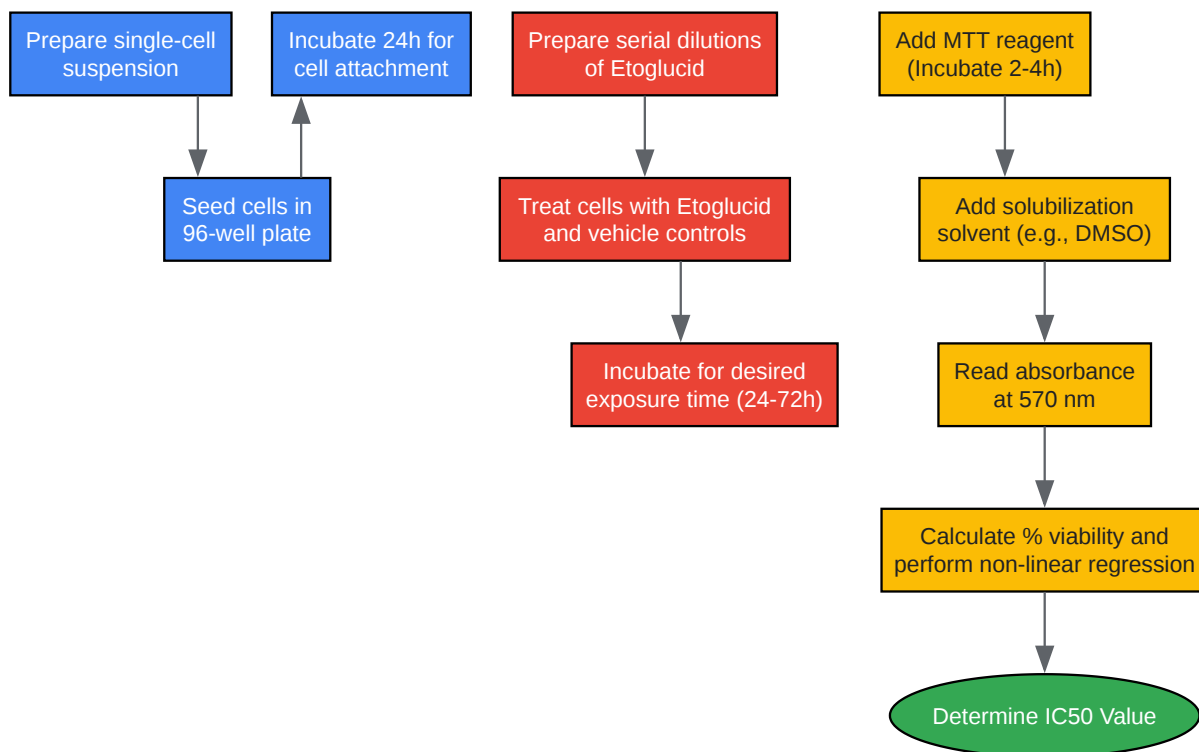 Prepare single-cell
suspension
Seed cells in
96-well plate
Incubate 24h for
cell attachment
Prepare serial dilutions
of Etoglucid
Treat cells with Etoglucid
and vehicle controls
Incubate for desired
exposure time (24-72h)
Add MTT reagent
(Incubate 2-4h)
Add solubilization
solvent (e.g., DMSO)
Read absorbance
at 570 nm
Calculate % viability and
perform non-linear regression
Determine IC50 Value